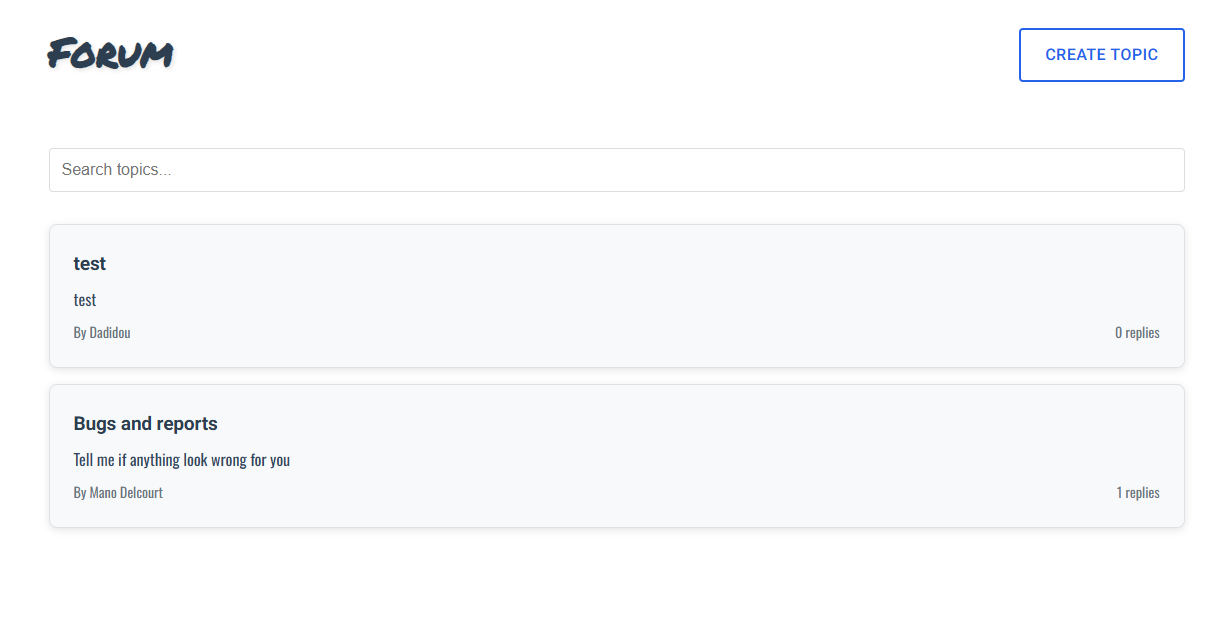 Forum
CREATE TOPIC
Search topics...
test
test
By Dadidou
0 replies
Bugs and reports
Tell me if anything look wrong for you
By Mano Delcourt
1 replies